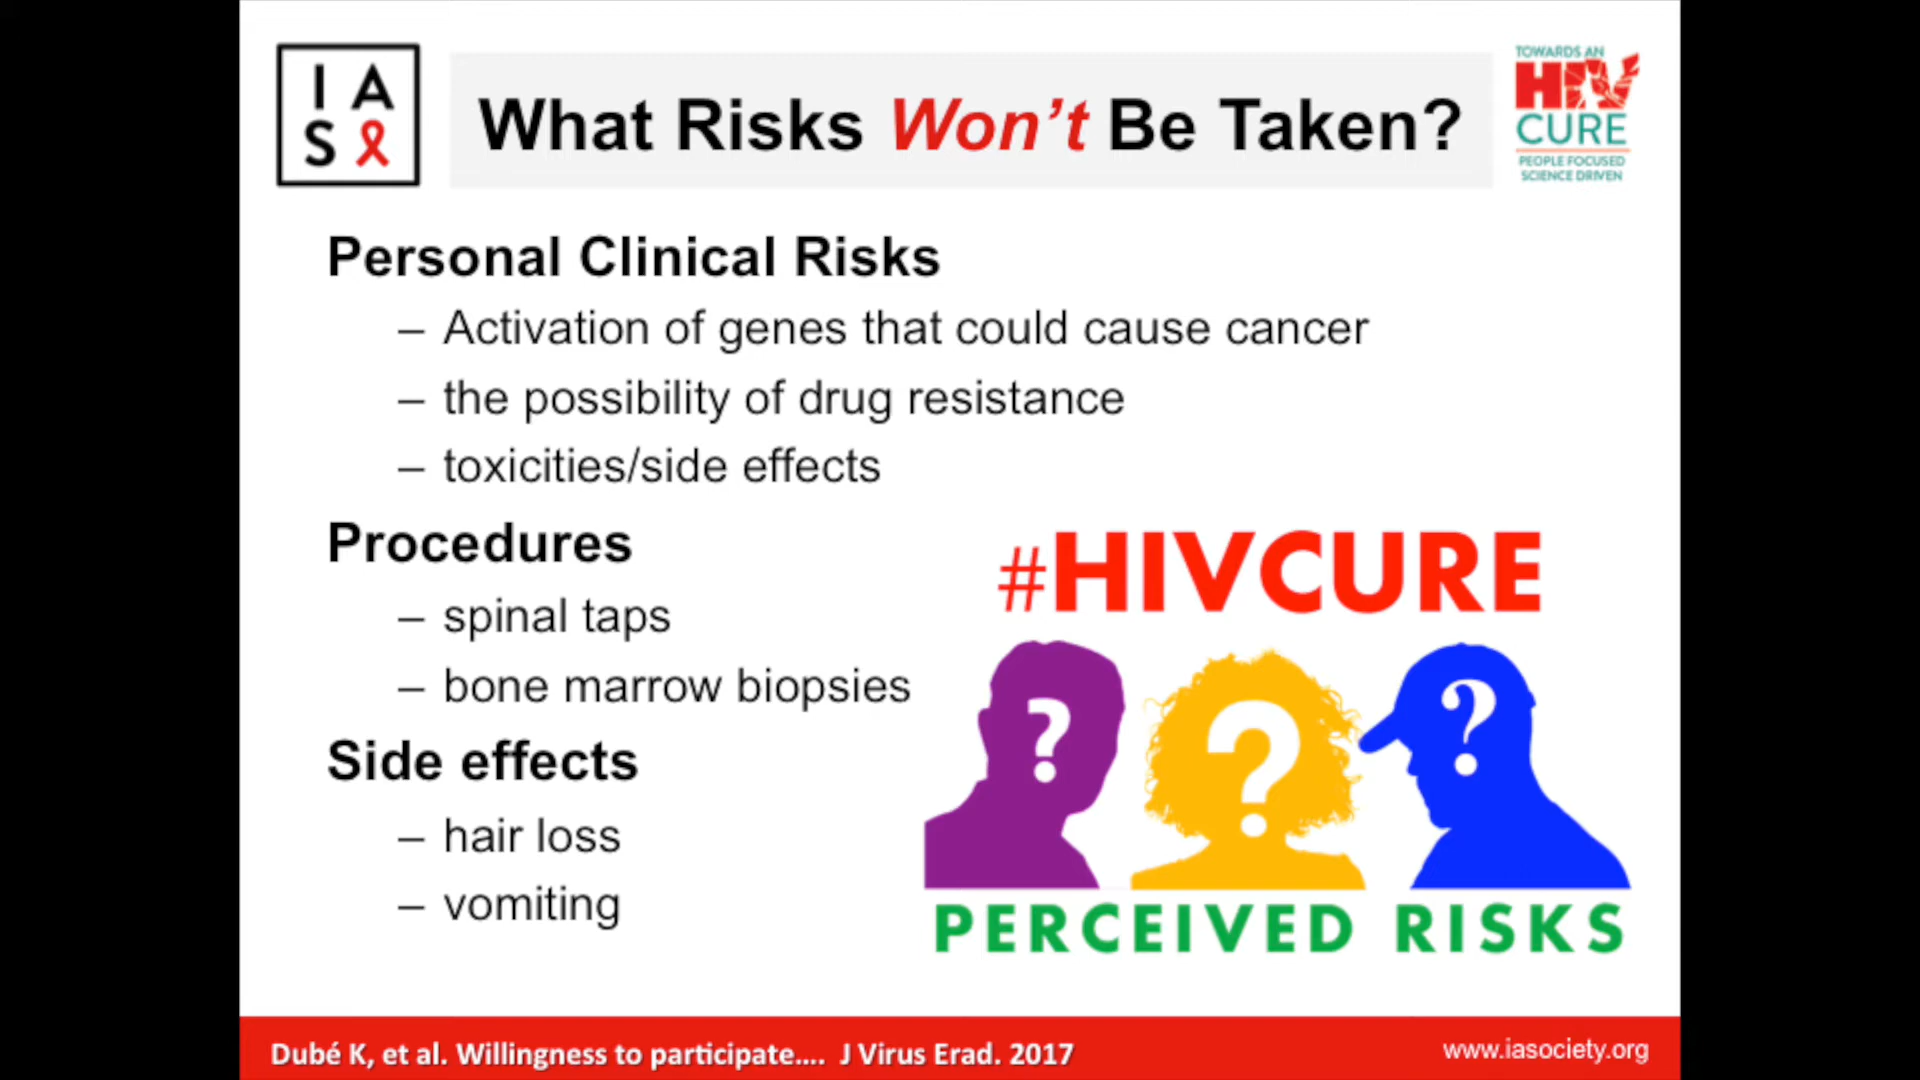 I A
S
What Risks Won't Be Taken?
TOWARDS AN
HIV
CURE
PEOPLE FOCUSED
SCIENCE DRIVEN
Personal Clinical Risks
– Activation of genes that could cause cancer
– the possibility of drug resistance
– toxicities/side effects
Procedures
– spinal taps
– bone marrow biopsies
Side effects
– hair loss
– vomiting
#HIVCURE
? ? ?
PERCEIVED RISKS
Dubé K, et al. Willingness to participate.... J Virus Erad. 2017
www.iasociety.org